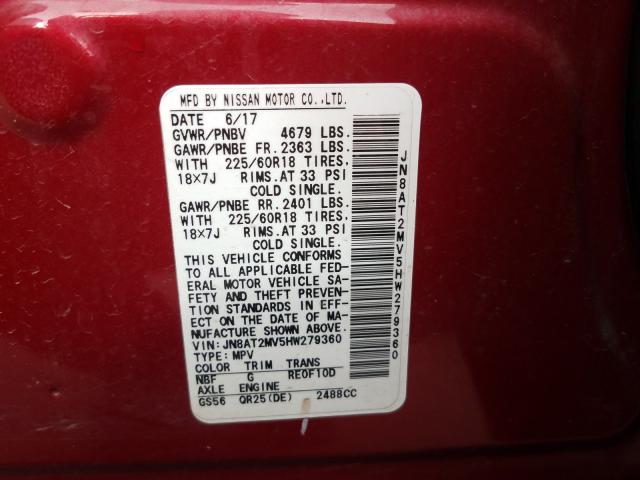 MFD BY NISSAN MOTOR CO.,LTD.
DATE 6/17
GVWR/PNBV 4679 LBS.
GAWR/PNBE FR. 2363 LBS.
WITH 225/60R18 TIRES,
18×7J RIMS.AT 33 PSI
COLD SINGLE.
GAWR/PNBE RR. 2401 LBS.
WITH 225/60R18 TIRES,
18×7J RIMS.AT 33 PSI
COLD SINGLE.
THIS VEHICLE CONFORMS
TO ALL APPLICABLE FED-
ERAL MOTOR VEHICLE SA-
FETY AND THEFT PREVEN-
TION STANDARDS IN EFF-
ECT ON THE DATE OF MA-
NUFACTURE SHOWN ABOVE.
VIN: JN8AT2MV5HW279360
TYPE: MPV
COLOR TRIM TRANS
NBF G RE0F10D
AXLE ENGINE
GS56 QR25(DE) 2488CC
JN8AT2MV5HW279360